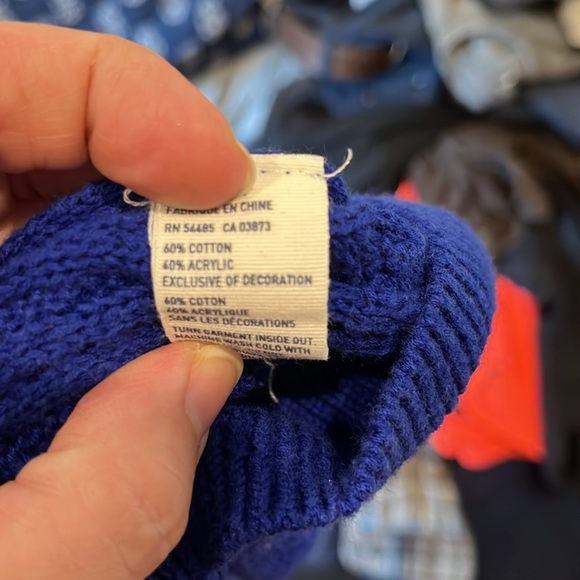 FABRIQUÉ EN CHINE
RN 54485 CA 03873
60% COTTON
40% ACRYLIC
EXCLUSIVE OF DECORATION
60% COTON
40% ACRYLIQUE
SANS LES DÉCORATIONS
TURN GARMENT INSIDE OUT.
MACHINE WASH COLD WITH